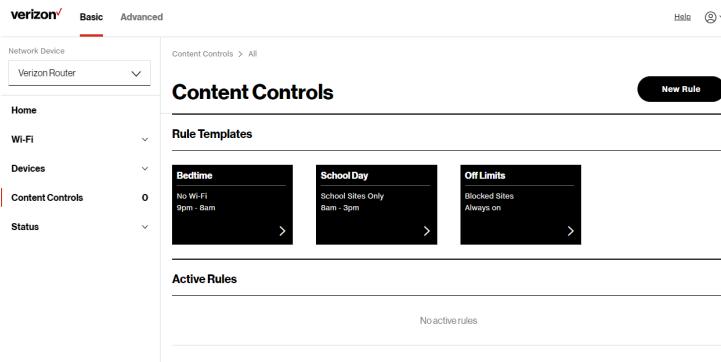 verizon✓
Basic
Advanced
Help
Network Device
Verizon Router
Home
Wi-Fi
Devices
Content Controls 0
Status
Content Controls > All
Content Controls
New Rule
Rule Templates
Bedtime
No Wi-Fi
9pm - 8am
School Day
School Sites Only
8am - 3pm
Off Limits
Blocked Sites
Always on
Active Rules
No active rules